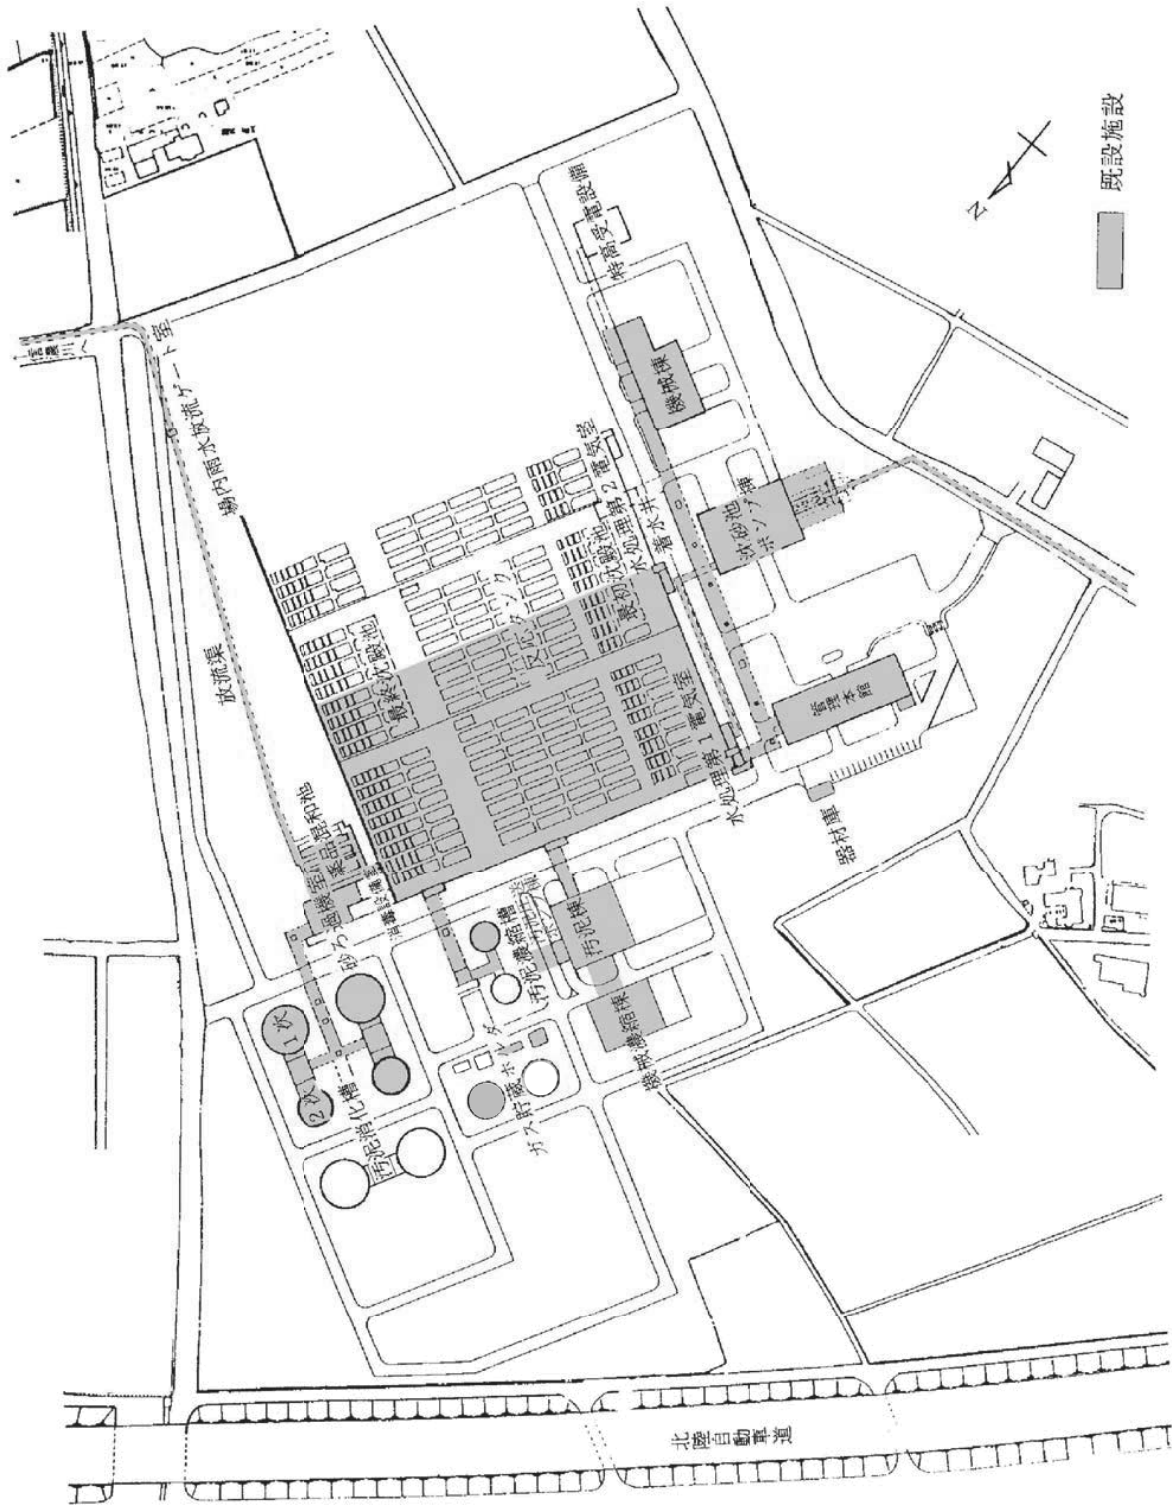 場内雨水放流ゲート室
放流渠
特高受電設備
機械棟
水処理第2電気室
着水井
沈砂池
ポンプ棟
最初沈殿池
反応タンク
最終沈殿池
水処理第1電気室
管理本館
器材庫
薬品混和池
砂ろ過機室
消毒設備室
汚泥濃縮槽
汚泥棟
機械濃縮棟
ガス貯蔵ホルダ
1次
2次
汚泥消化槽
北陸自動車道
N
既設施設